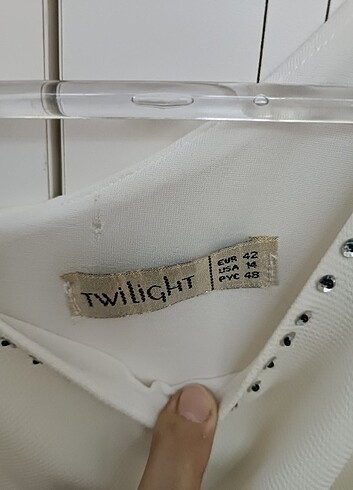 TWiliGHT
EUR 42
USA 14
PYC 48